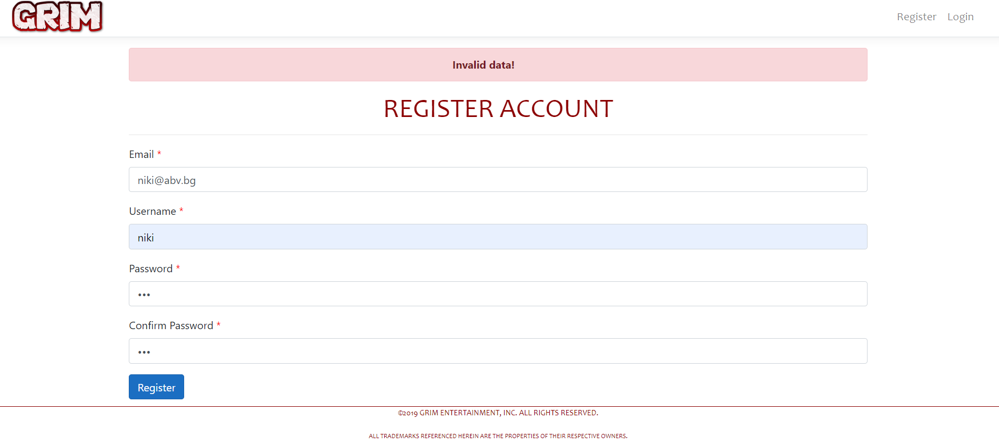 GRIM
Register Login
Invalid data!
REGISTER ACCOUNT
Email *
niki@abv.bg
Username *
niki
Password *
•••
Confirm Password *
•••
Register
©2019 GRIM ENTERTAINMENT, INC. ALL RIGHTS RESERVED.
ALL TRADEMARKS REFERENCED HEREIN ARE THE PROPERTIES OF THEIR RESPECTIVE OWNERS.